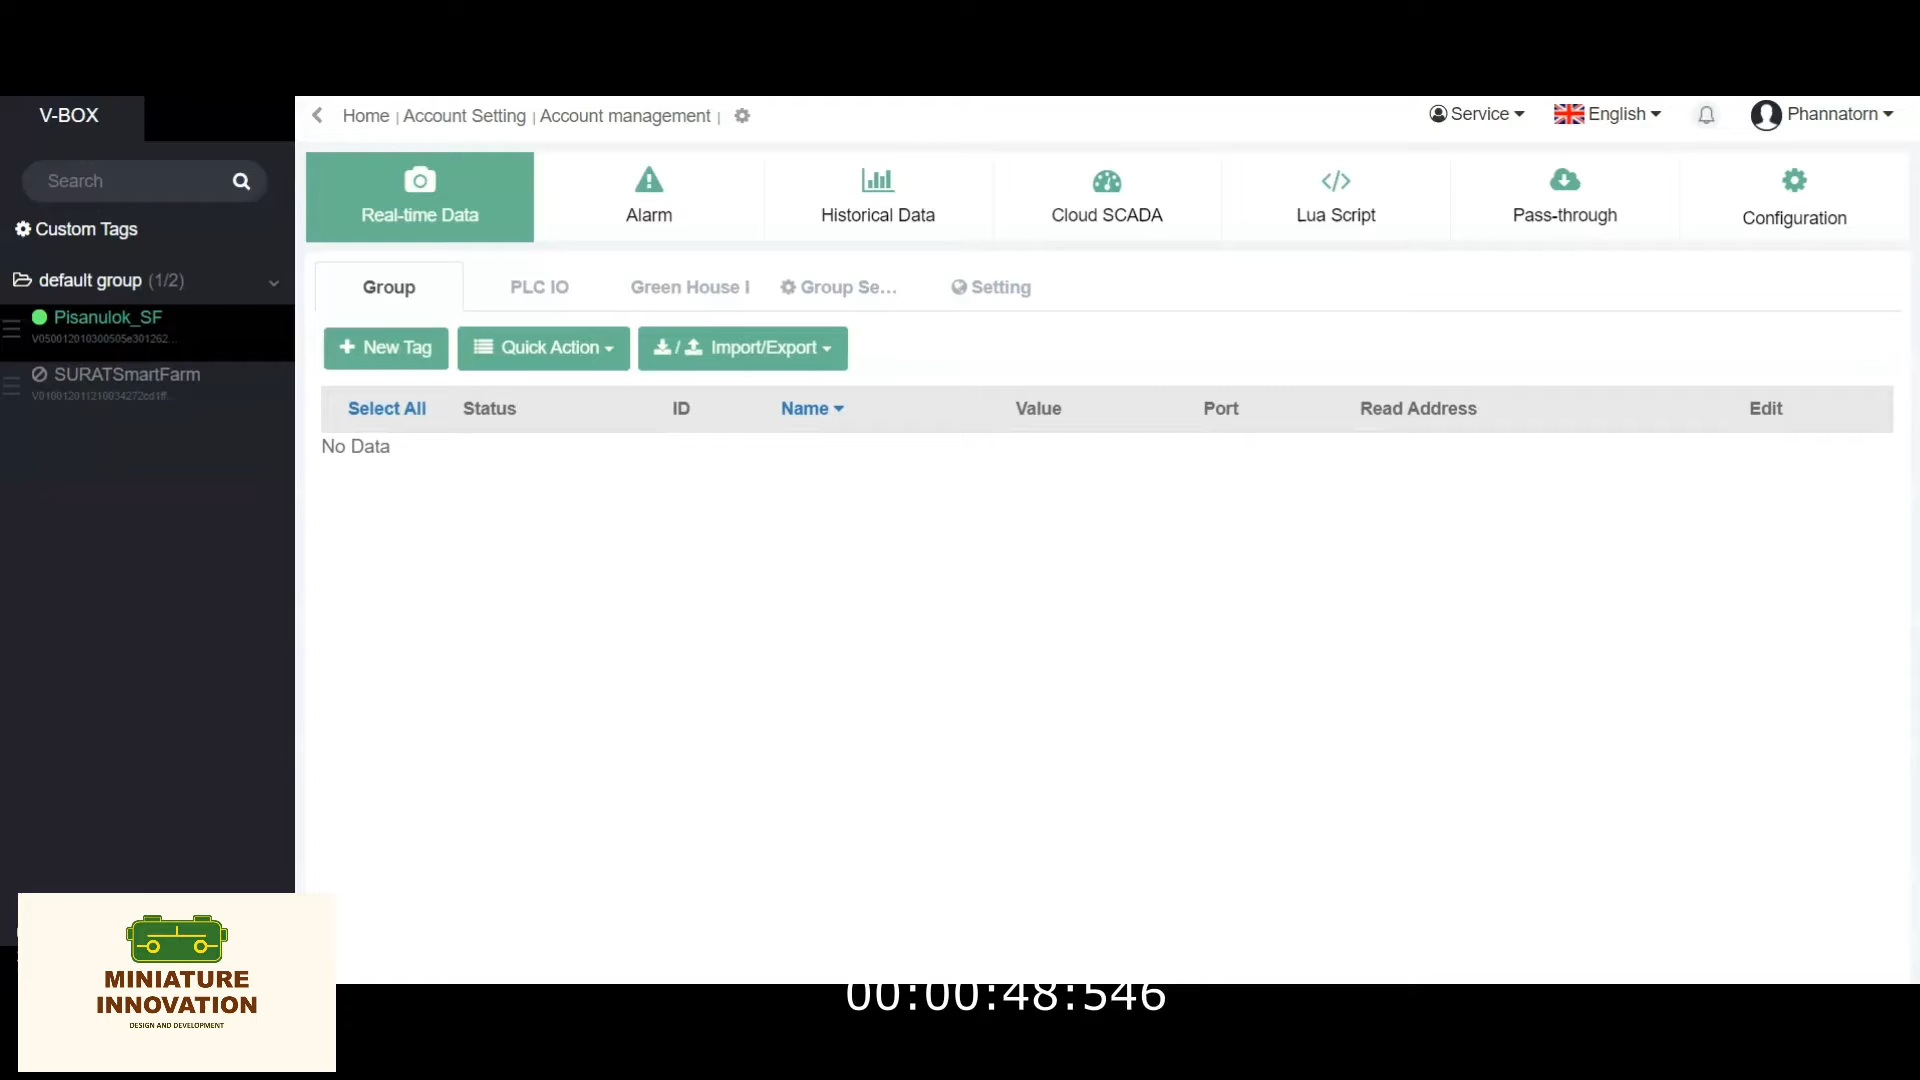 V-BOX
Home | Account Setting | Account management |
Service
English
Phannatorn
Search
Custom Tags
default group (1/2)
Pisanulok_SF
V050012010300505e301262...
SURATSmartFarm
V010012011210034272cd1ff...
Real-time Data
Alarm
Historical Data
Cloud SCADA
Lua Script
Pass-through
Configuration
Group
PLC IO
Green House I
Group Se...
Setting
+ New Tag
Quick Action
/ Import/Export
Select All Status ID Name Value Port Read Address Edit
No Data
MINIATURE
INNOVATION
DESIGN AND DEVELOPMENT
00:00:48:546